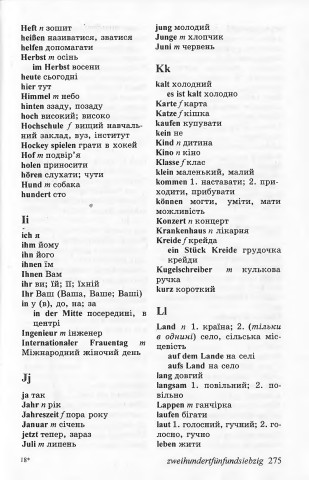 Heft n зошит
heißen називатися, зватися
helfen допомагати
Herbst m осінь
im Herbst восени
heute сьогодні
hier тут
Himmel m небо
hinten ззаду, позаду
hoch високий; високо
Hochschule f вищий навчаль-
ний заклад, вуз, інститут
Hockey spielen грати в хокей
Hof m подвір'я
holen приносити
hören слухати; чути
Hund m собака
hundert сто
Ii
ich я
ihm йому
ihn його
ihnen їм
Ihnen Вам
ihr ви; їй; її; їхній
Ihr Ваш (Ваша, Ваше; Ваші)
in у (в), до, на; за
in der Mitte посередині, в
центрі
Ingenieur m інженер
Internationaler Frauentag m
Міжнародний жіночий день
Jj
ja так
Jahr n рік
Jahreszeit f пора року
Januar m січень
jetzt тепер, зараз
Juli m липень
18*
jung молодий
Junge m хлопчик
Juni m червень
Kk
kalt холодний
es ist kalt холодно
Karte f карта
Katze f кішка
kaufen купувати
kein не
Kind n дитина
Kino n кіно
Klasse f клас
klein маленький, малий
kommen 1. наставати; 2. при-
ходити, прибувати
können могти, уміти, мати
можливість
Konzert n концерт
Krankenhaus n лікарня
Kreide f крейда
ein Stück Kreide грудочка
крейди
Kugelschreiber m кулькова
ручка
kurz короткий
Ll
Land n 1. країна; 2. (тільки
в однині) село, сільська міс-
цевість
auf dem Lande на селі
aufs Land на село
lang довгий
langsam 1. повільний; 2. по-
вільно
Lappen m ганчірка
laufen бігати
laut 1. голосний, гучний; 2. го-
лосно, гучно
leben жити
zweihundertfünfundsiebzig 275